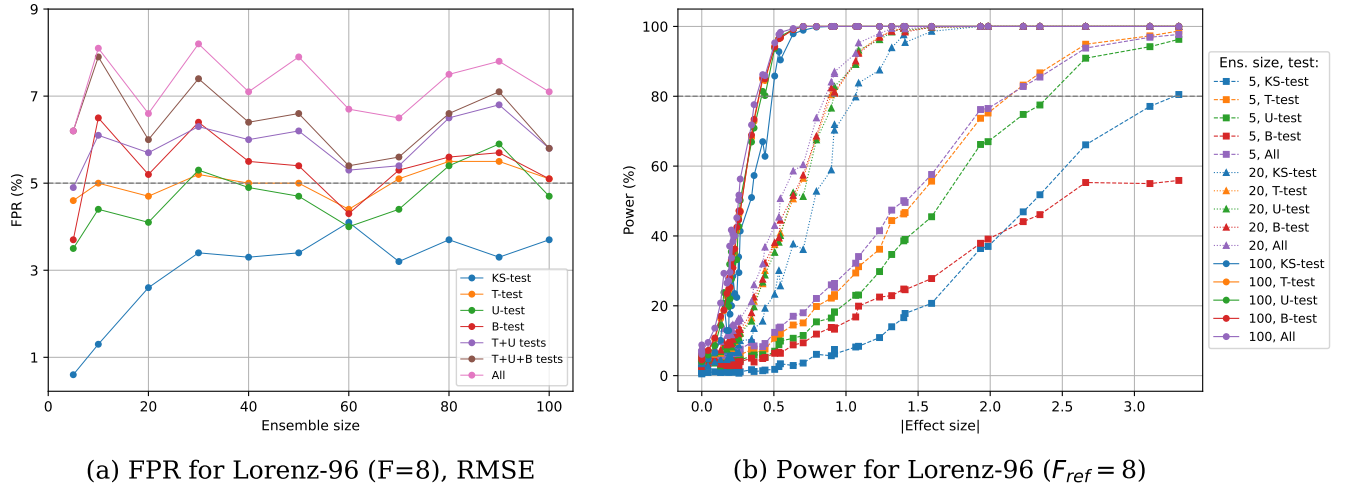 9
7
5
3
1
FPR (%)
0
20
40
60
80
100
Ensemble size
KS-test
T-test
U-test
B-test
T+U tests
T+U+B tests
All
(a) FPR for Lorenz-96 (F=8), RMSE
100
80
60
40
20
0
Power (%)
0.0
0.5
1.0
1.5
2.0
2.5
3.0
|Effect size|
Ens. size, test:
5, KS-test
5, T-test
5, U-test
5, B-test
5, All
20, KS-test
20, T-test
20, U-test
20, B-test
20, All
100, KS-test
100, T-test
100, U-test
100, B-test
100, All
(b) Power for Lorenz-96 (F_ref = 8)